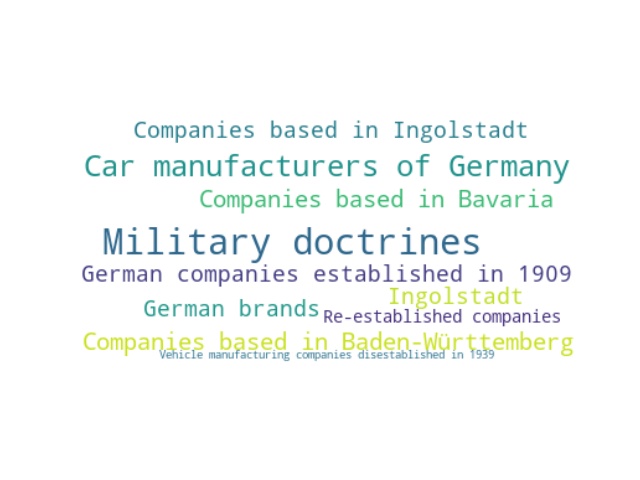 Companies based in Ingolstadt
Car manufacturers of Germany
Companies based in Bavaria
Military doctrines
German companies established in 1909
Ingolstadt
German brands
Re-established companies
Companies based in Baden-Württemberg
Vehicle manufacturing companies disestablished in 1939